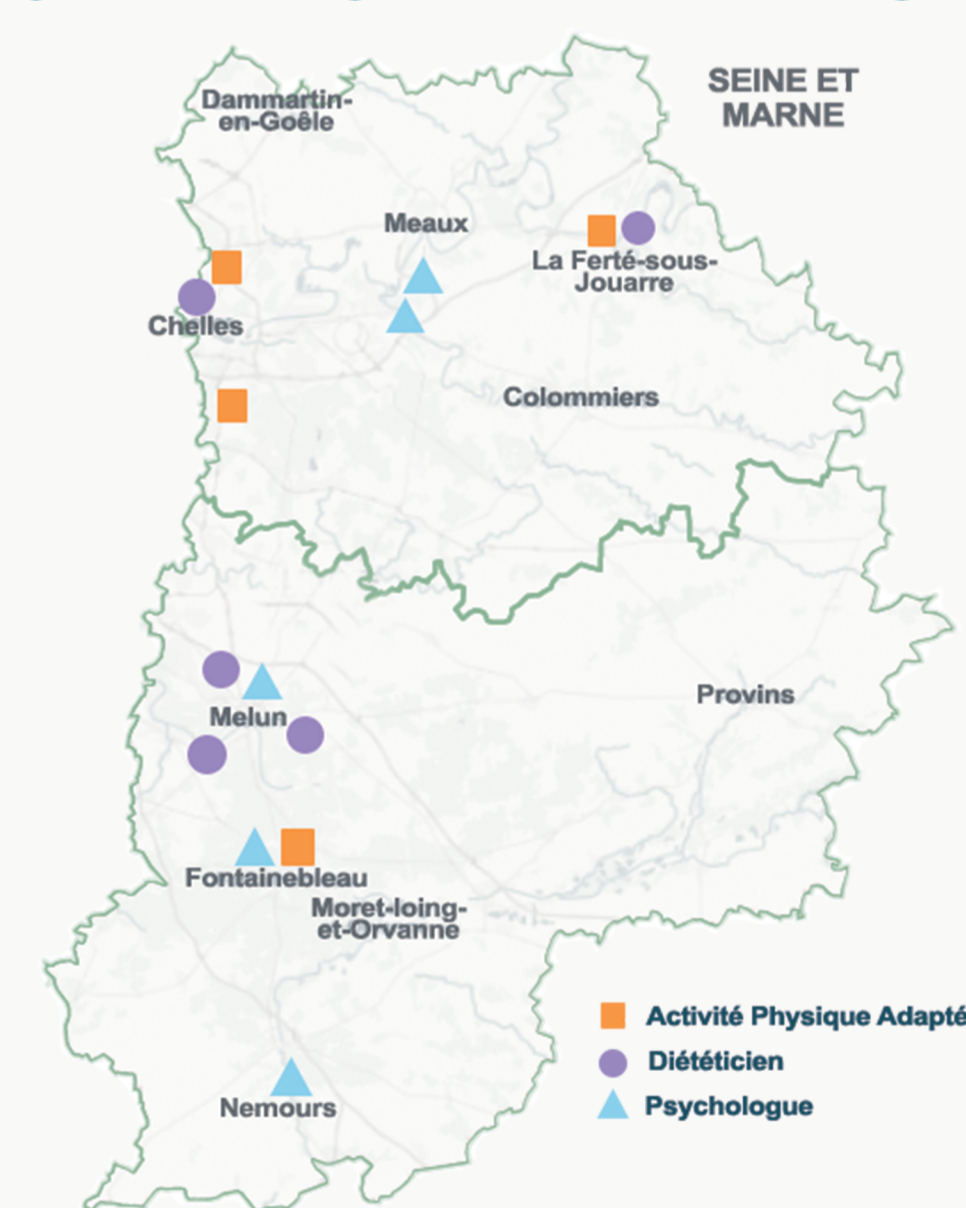 SEINE ET
MARNE
Dammartin-
en-Goêle
Meaux
La Ferté-sous-
Jouarre
Chelles
Colommiers
Provins
Melun
Fontainebleau
Moret-loing-
et-Orvanne
Nemours
Activité Physique Adapté
Diététicien
Psychologue